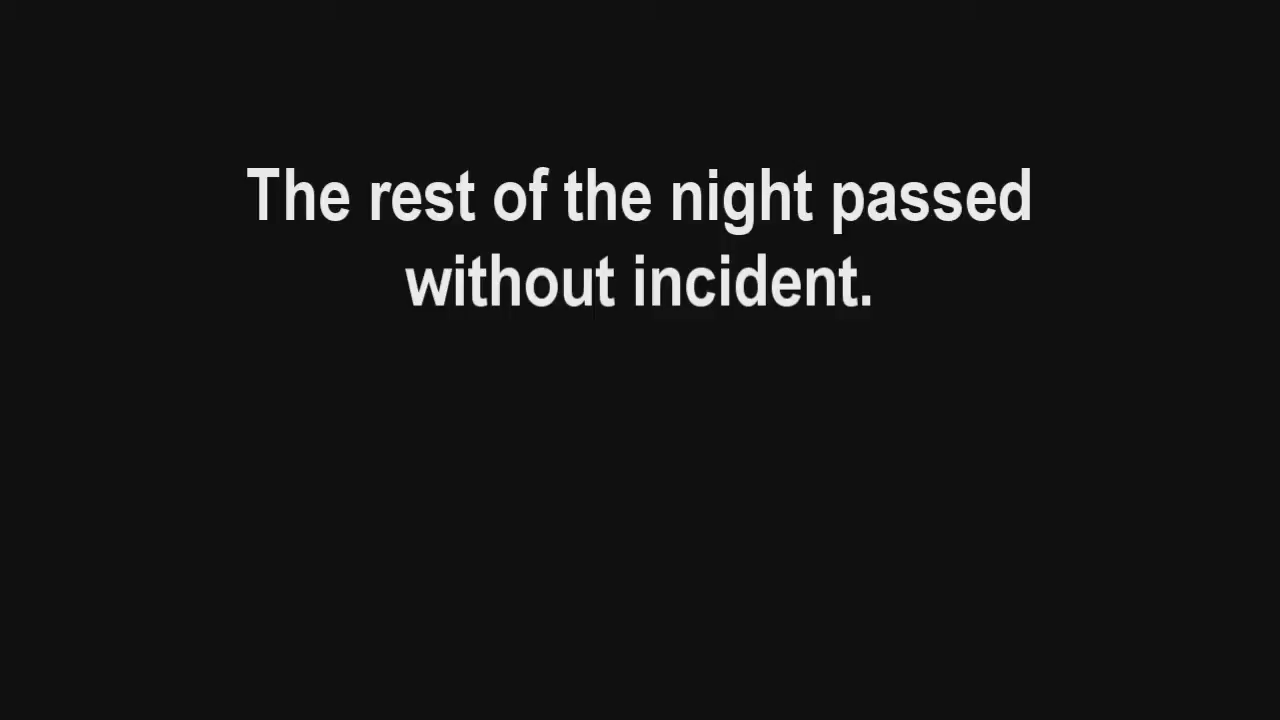 The rest of the night passed
without incident.